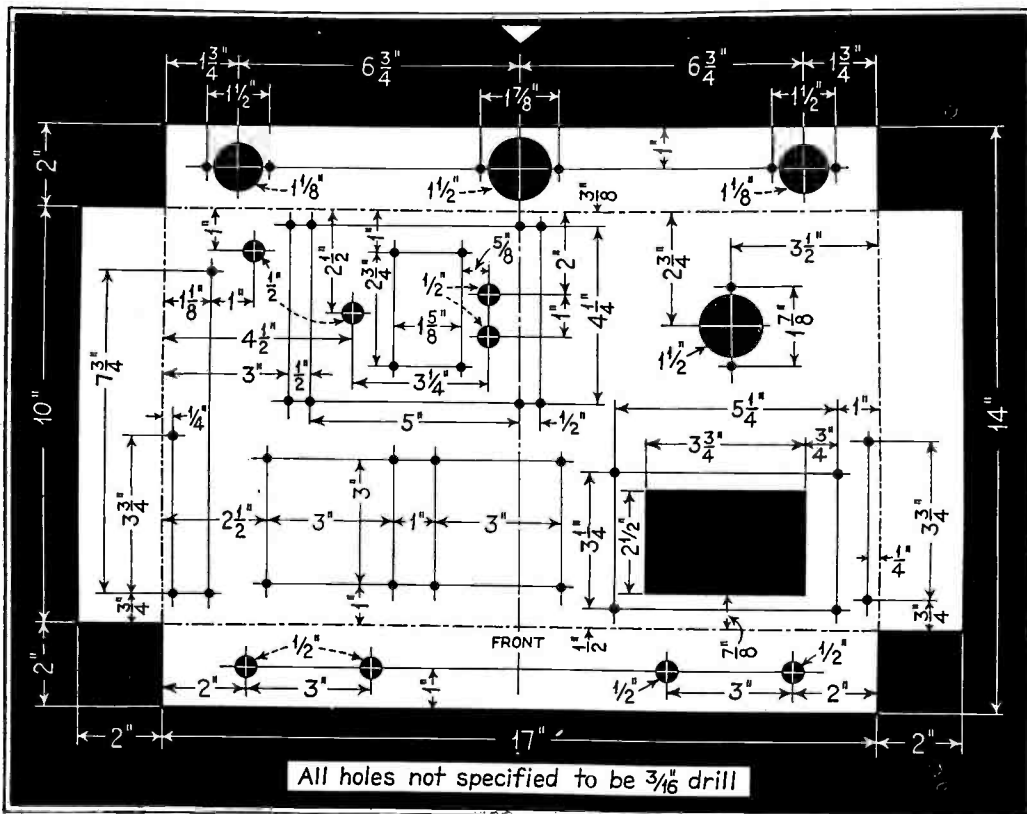 1 3/4" 6 3/4" 6 3/4" 1 3/4"
1 1/2" 1 7/8" 1 1/2"
2" 1"
1 1/8" 1 1/2" 1 1/8"
3/8"
1" 2 1/2" 1" 5/8" 2" 2 3/4" 3 1/2"
1/2" 2 3/4" 1/2"
1 1/8" 1" 1" 4 1/4" 1 7/8"
4 1/2" 1 5/8" 1 1/2"
7 3/4" 3" 1/2" 3 1/4"
10" 1/4" 5" 1/2" 5 1/4" 1" 14"
3 3/4" 3/4"
3 3/4" 2 1/2" 3" 3" 1" 3" 3 1/4" 2 1/2" 3 3/4"
1/4"
3/4" 1" 3/4"
FRONT 1/2" 7/8"
2" 1/2" 1/2" 1/2"
2" 3" 1" 3" 2"
2" 17" 2"
All holes not specified to be 3/16" drill